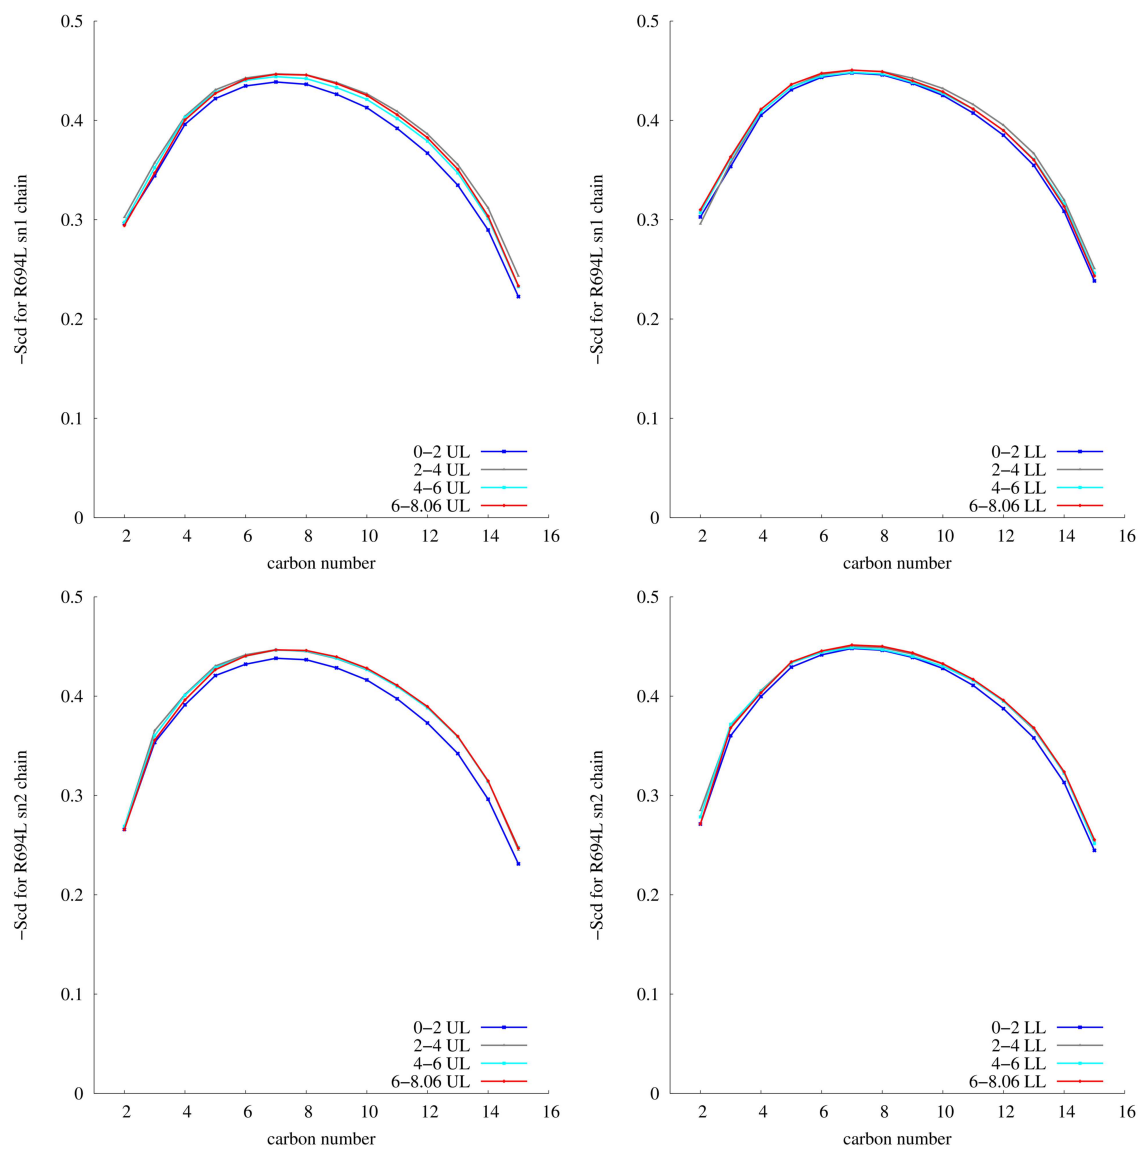 0.5
0.4
0.3
0.2
0.1
0
−Scd for R694L sn1 chain
0−2 UL
2−4 UL
4−6 UL
6−8.06 UL
2 4 6 8 10 12 14 16
carbon number
0.5
0.4
0.3
0.2
0.1
0
−Scd for R694L sn1 chain
0−2 LL
2−4 LL
4−6 LL
6−8.06 LL
2 4 6 8 10 12 14 16
carbon number
0.5
0.4
0.3
0.2
0.1
0
−Scd for R694L sn2 chain
0−2 UL
2−4 UL
4−6 UL
6−8.06 UL
2 4 6 8 10 12 14 16
carbon number
0.5
0.4
0.3
0.2
0.1
0
−Scd for R694L sn2 chain
0−2 LL
2−4 LL
4−6 LL
6−8.06 LL
2 4 6 8 10 12 14 16
carbon number